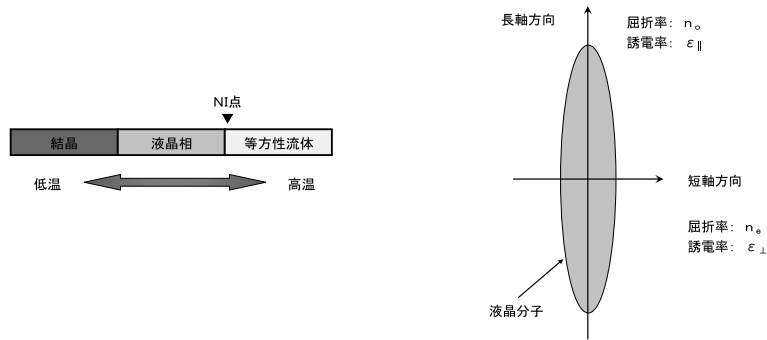 NI点
結晶
液晶相
等方性流体
低温
高温
長軸方向
屈折率: no
誘電率: ε∥
短軸方向
屈折率: ne
誘電率: ε⊥
液晶分子